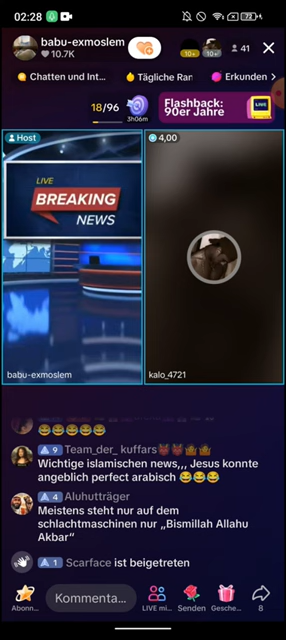 02:28
72
babu-exmoslem
10.7K
10+
10+
41
Chatten und Int...
Tägliche Ran
Erkunden >
18/96
3h06m
Flashback:
90er Jahre
LIVE
Host
4,00
LIVE
BREAKING
NEWS
babu-exmoslem
kalo_4721
9 Team_der_ kuffars
Wichtige islamischen news,,, Jesus konnte
angeblich perfect arabisch
4 Aluhutträger
Meistens steht nur auf dem
schlachtmaschinen nur „Bismillah Allahu
Akbar“
1 Scarface ist beigetreten
Kommenta...
Abonn...
LIVE mi...
Senden
Gesche...
8